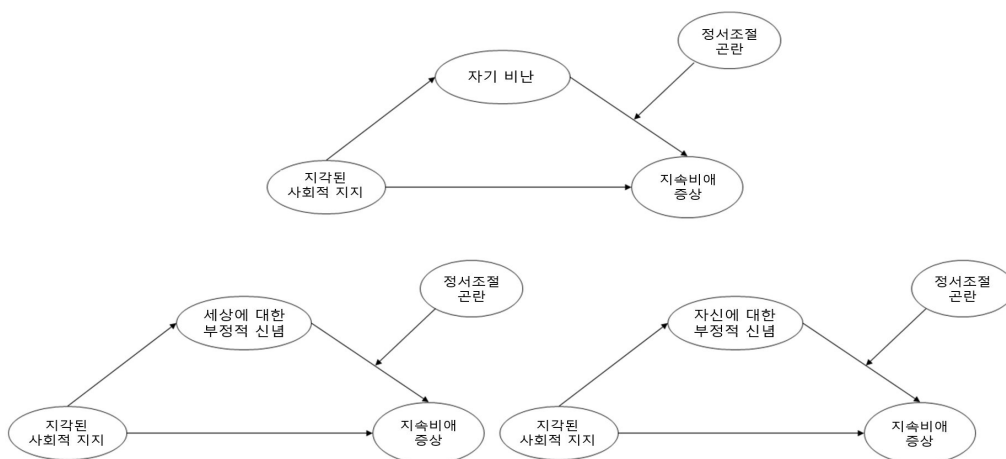 정서조절
곤란
자기 비난
지각된
사회적 지지
지속비애
증상
정서조절
곤란
세상에 대한
부정적 신념
지각된
사회적 지지
지속비애
증상
정서조절
곤란
자신에 대한
부정적 신념
지각된
사회적 지지
지속비애
증상